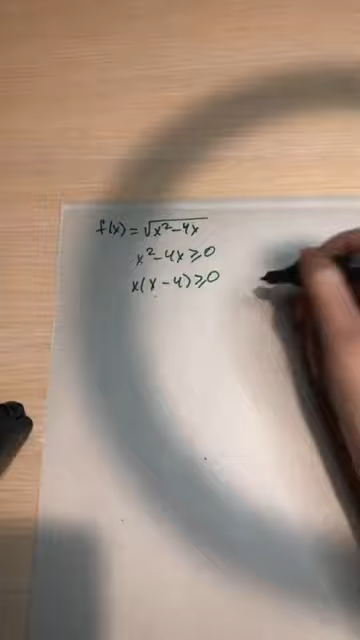 f(x) = √x²-4x
x²-4x ≥ 0
x(x-4) ≥ 0